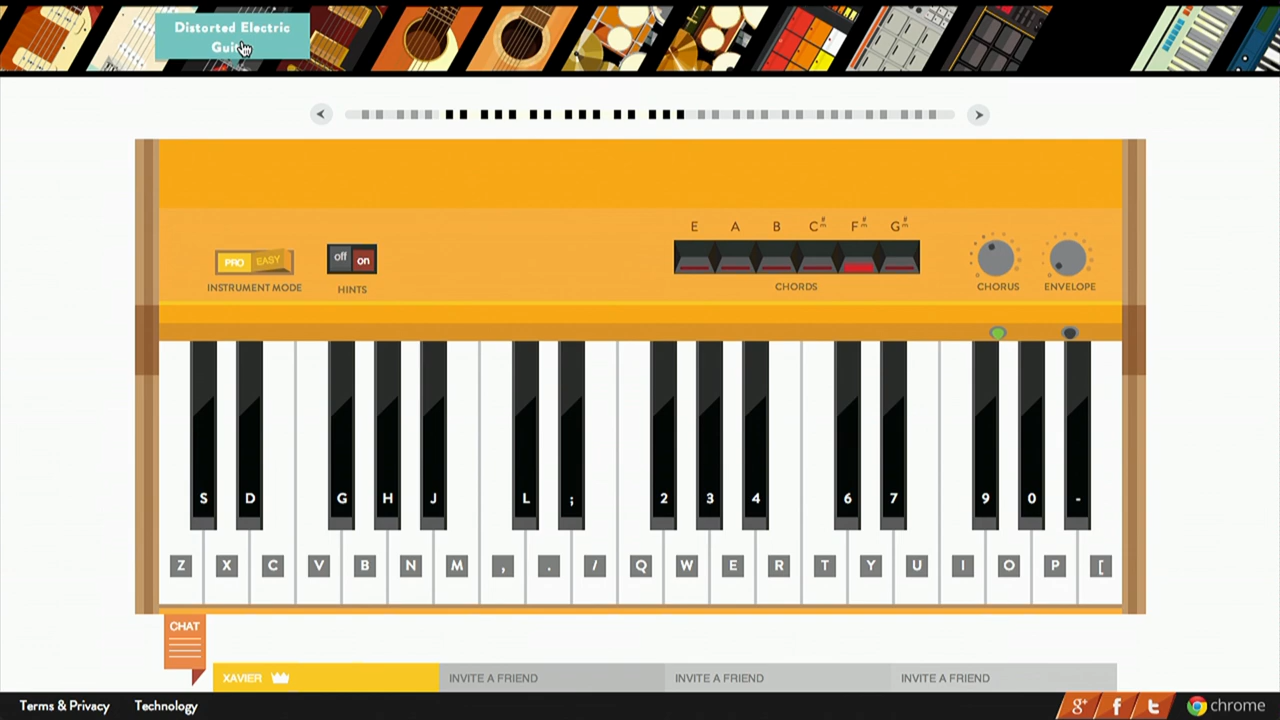 Distorted Electric
Guitar
E A B C#m F#m G#m
PRO EASY
off on
INSTRUMENT MODE
HINTS
CHORDS
CHORUS
ENVELOPE
S D G H J L ; 2 3 4 6 7 9 0 -
Z X C V B N M , . / Q W E R T Y U I O P [
CHAT
XAVIER
INVITE A FRIEND
INVITE A FRIEND
INVITE A FRIEND
Terms & Privacy
Technology
g+ f
chrome